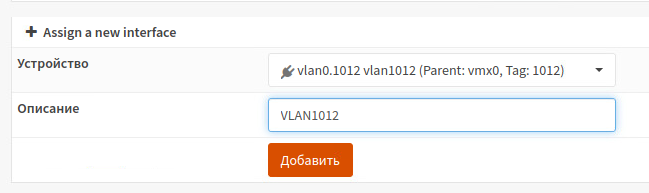 Assign a new interface
Устройство
vlan0.1012 vlan1012 (Parent: vmx0, Tag: 1012)
Описание
VLAN1012
Добавить